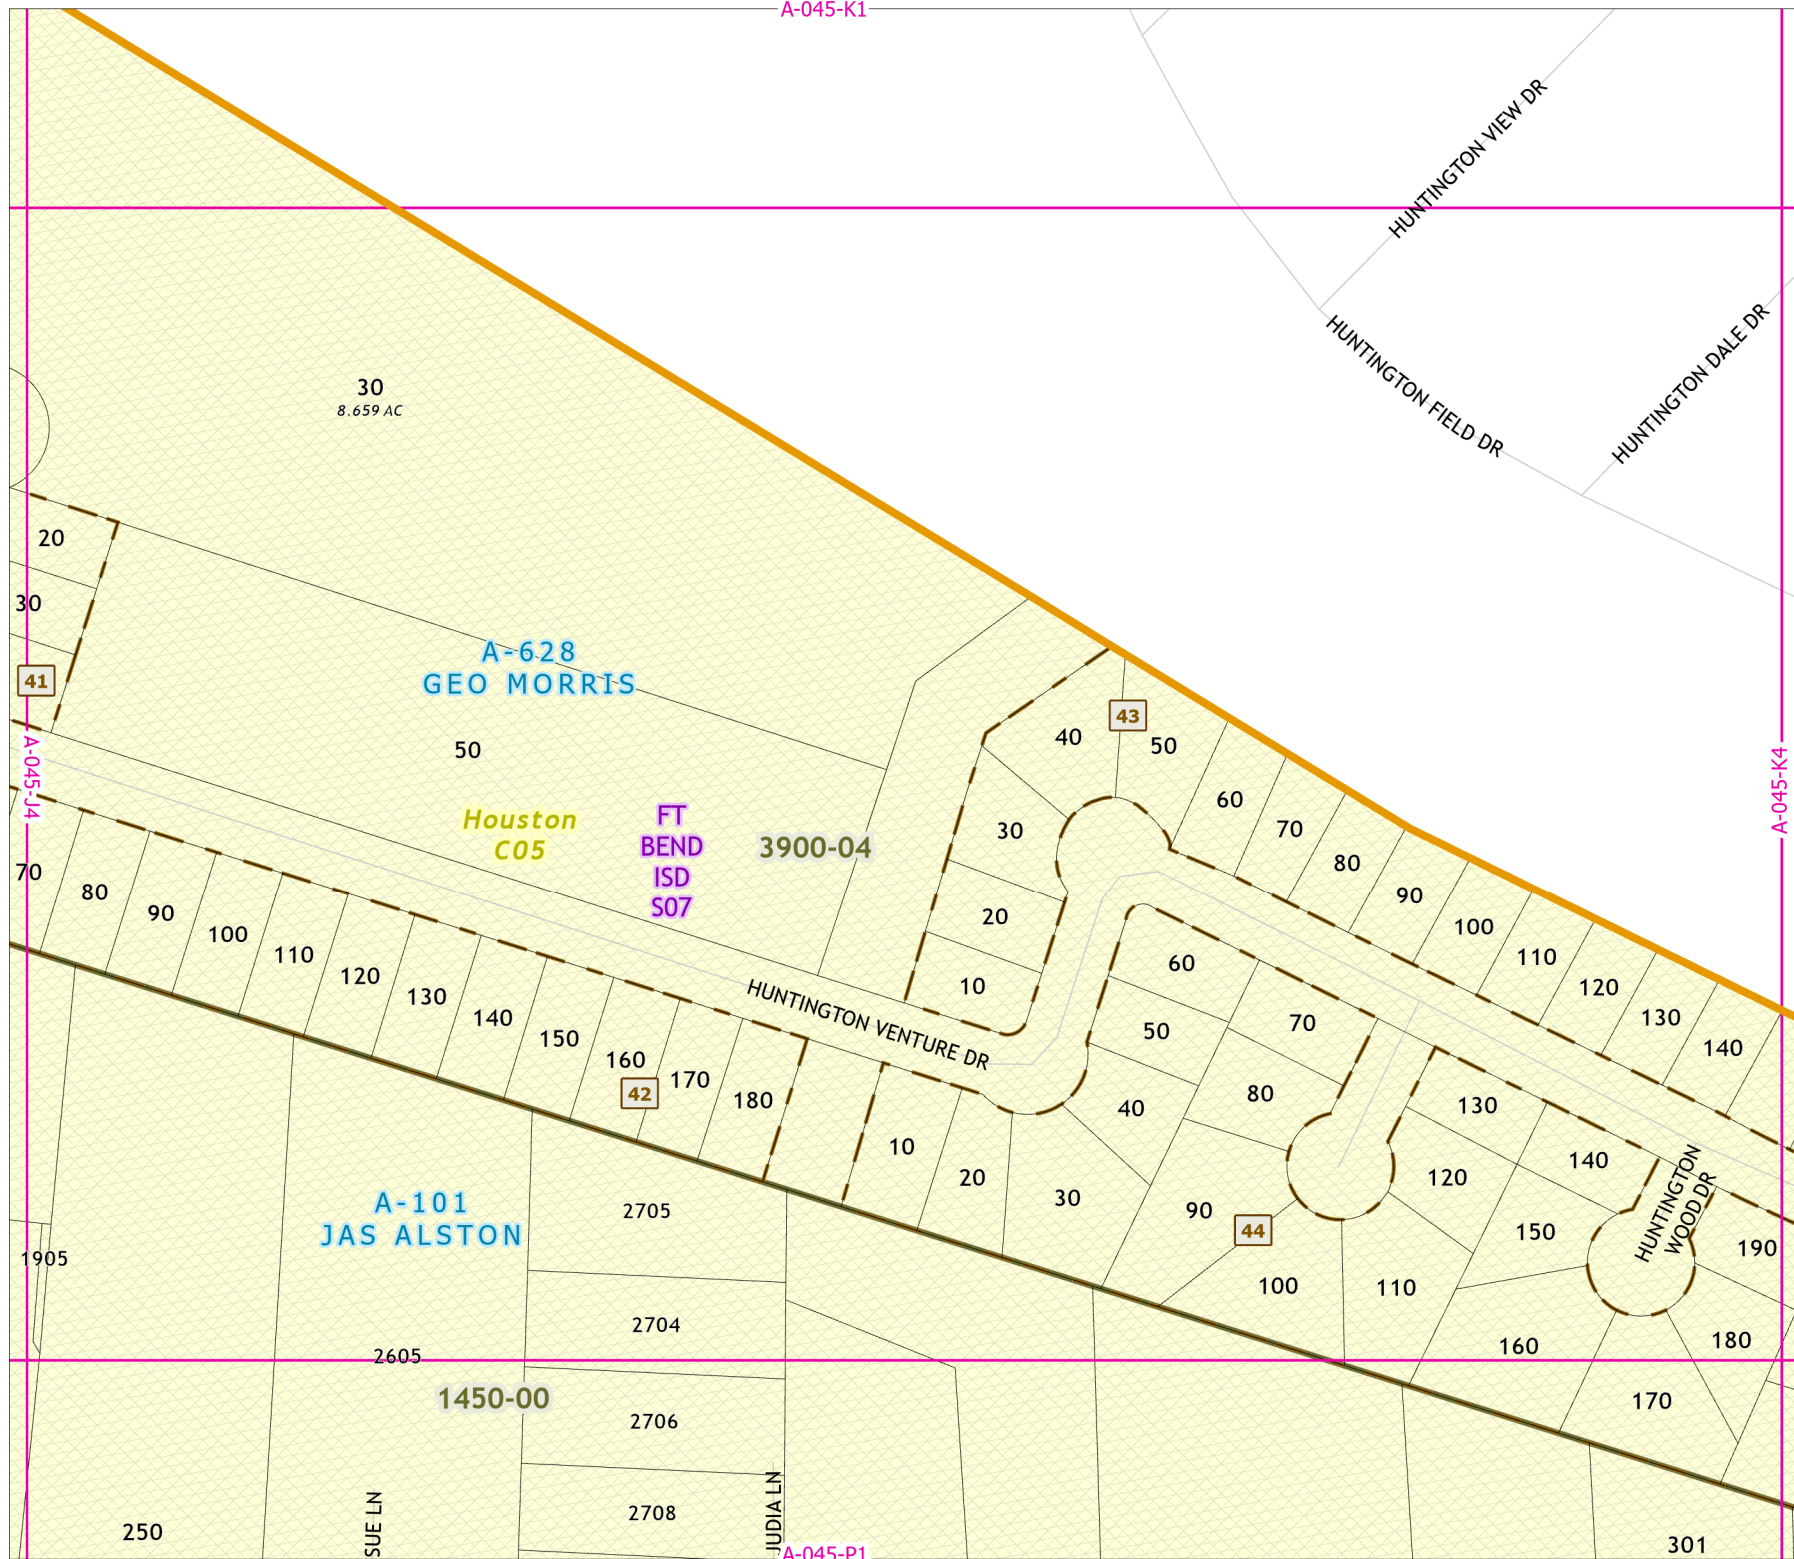 A-045-K1
HUNTINGTON VIEW DR
HUNTINGTON DALE DR
HUNTINGTON FIELD DR
30
8.659 AC
20
30
41
A-045-J4
A-628
GEO MORRIS
50
Houston
C05
FT
BEND
ISD
S07
3900-04
43
40
50
60
70
80
90
100
110
120
130
140
30
20
10
A-045-K4
70
80
90
100
110
120
130
140
150
160
170
180
42
HUNTINGTON VENTURE DR
60
50
40
70
80
90
10
20
30
44
100
110
120
130
140
150
160
170
180
190
HUNTINGTON
WOOD DR
A-101
JAS ALSTON
1905
2605
2705
2704
1450-00
2706
2708
250
SUE LN
JUDIA LN
301
A-045-P1